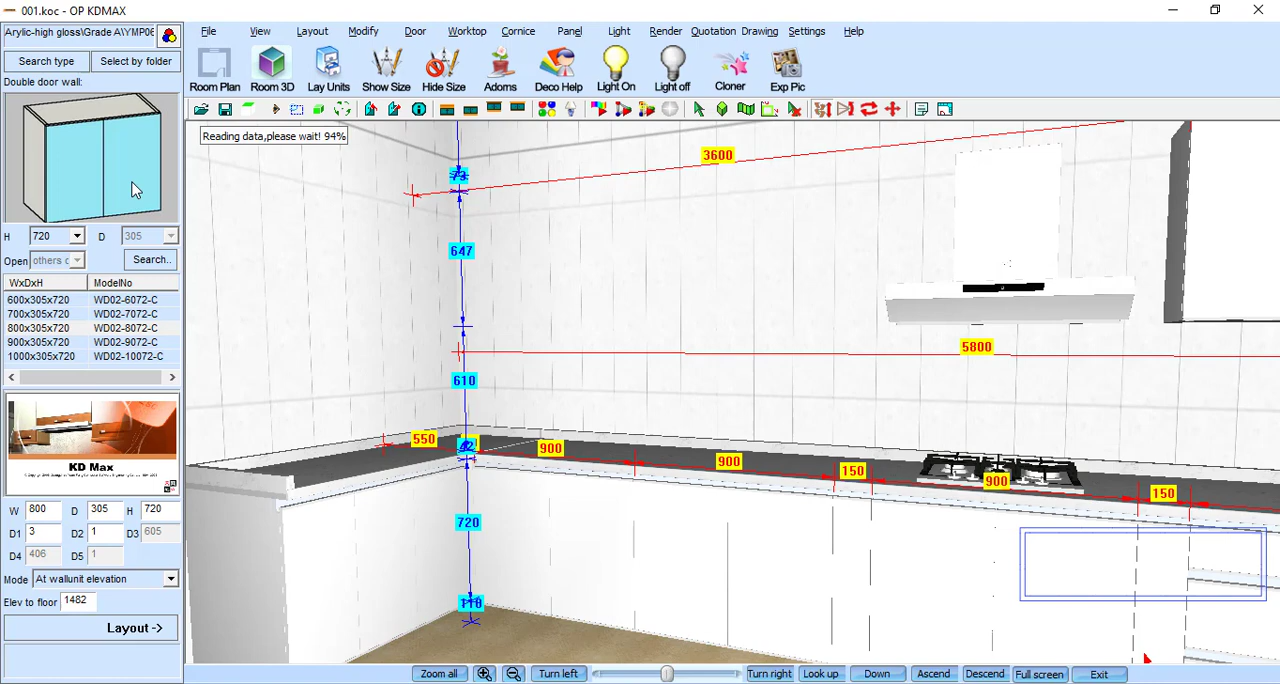 001.koc - OP KDMAX
Arylic-high gloss\Grade A\YMP06
File View Layout Modify Door Worktop Cornice Panel Light Render Quotation Drawing Settings Help
Search type Select by folder
Double door wall:
Room Plan Room 3D Lay Units Show Size Hide Size Adorns Deco Help Light On Light off Cloner Exp Pic
Reading data,please wait! 94%
H 720 D 305
Open others c Search..
WxDxH ModelNo
600x305x720 WD02-6072-C
700x305x720 WD02-7072-C
800x305x720 WD02-8072-C
900x305x720 WD02-9072-C
1000x305x720 WD02-10072-C
KD Max
W 800 D 305 H 720
D1 3 D2 1 D3 605
D4 406 D5 1
Mode At wallunit elevation
Elev to floor 1482
Layout ->
3600
73
647
5800
610
550
42
900
900
150
900
150
720
110
Zoom all Turn left Turn right Look up Down Ascend Descend Full screen Exit